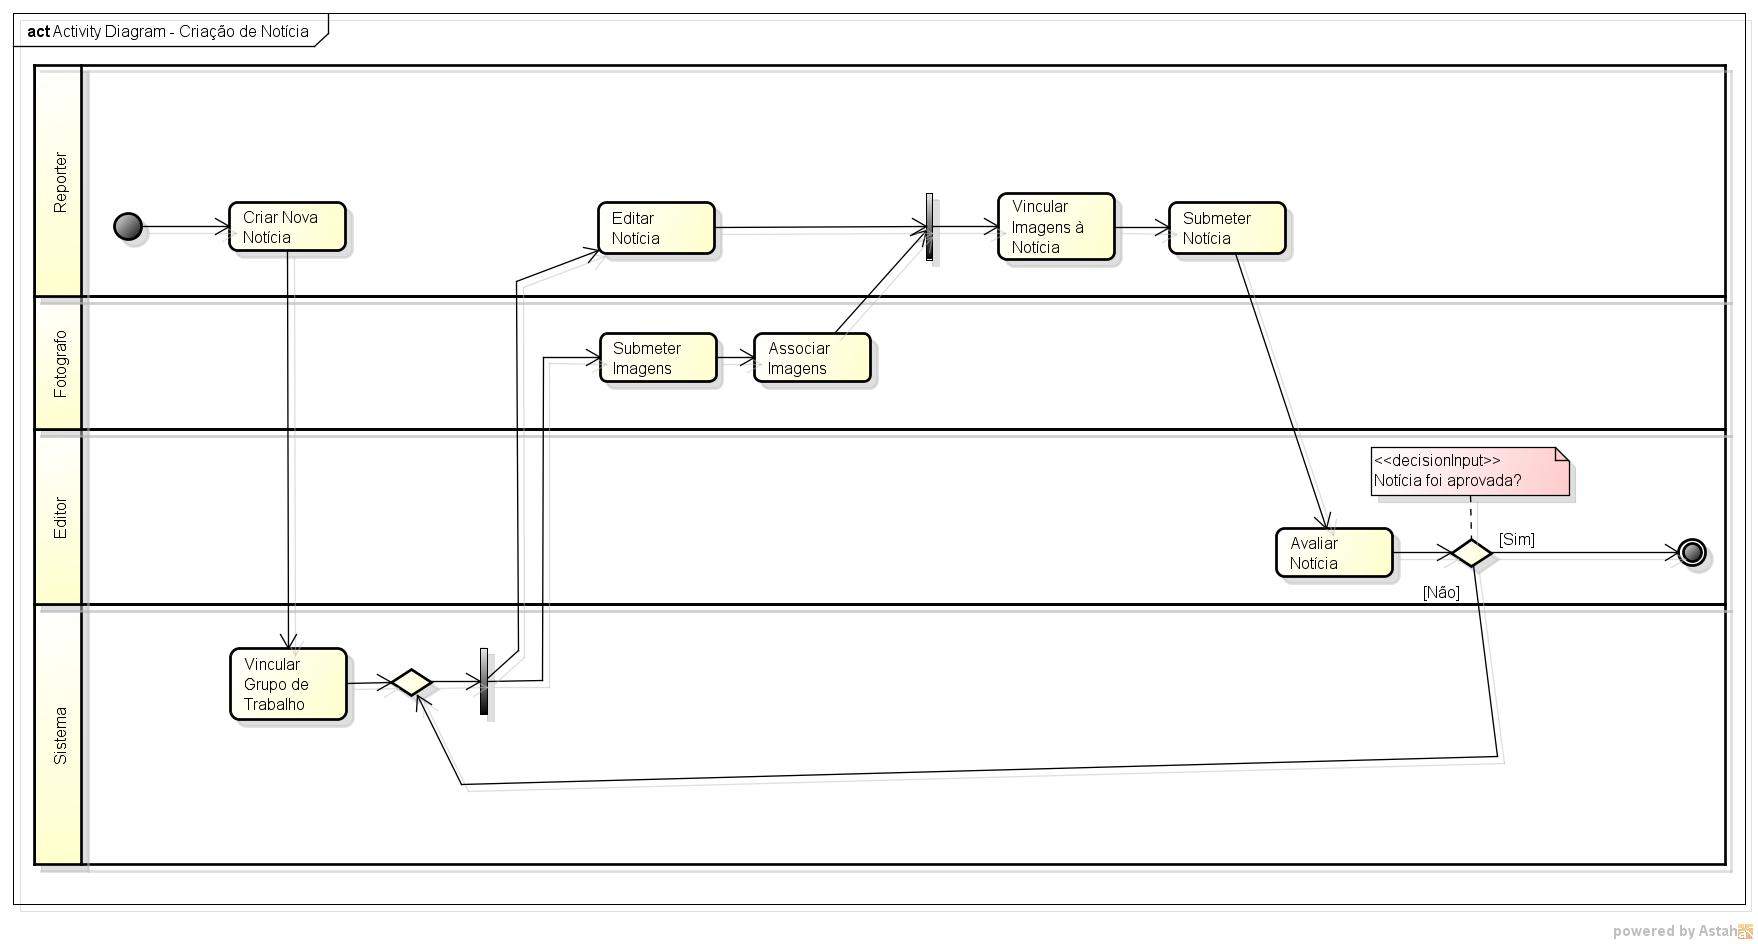 act Activity Diagram - Criação de Notícia
Reporter
Criar Nova
Notícia
Editar
Notícia
Vincular
Imagens à
Notícia
Submeter
Notícia
Fotografo
Submeter
Imagens
Associar
Imagens
Editor
<<decisionInput>>
Notícia foi aprovada?
Avaliar
Notícia
[Sim]
[Não]
Sistema
Vincular
Grupo de
Trabalho
powered by Astah